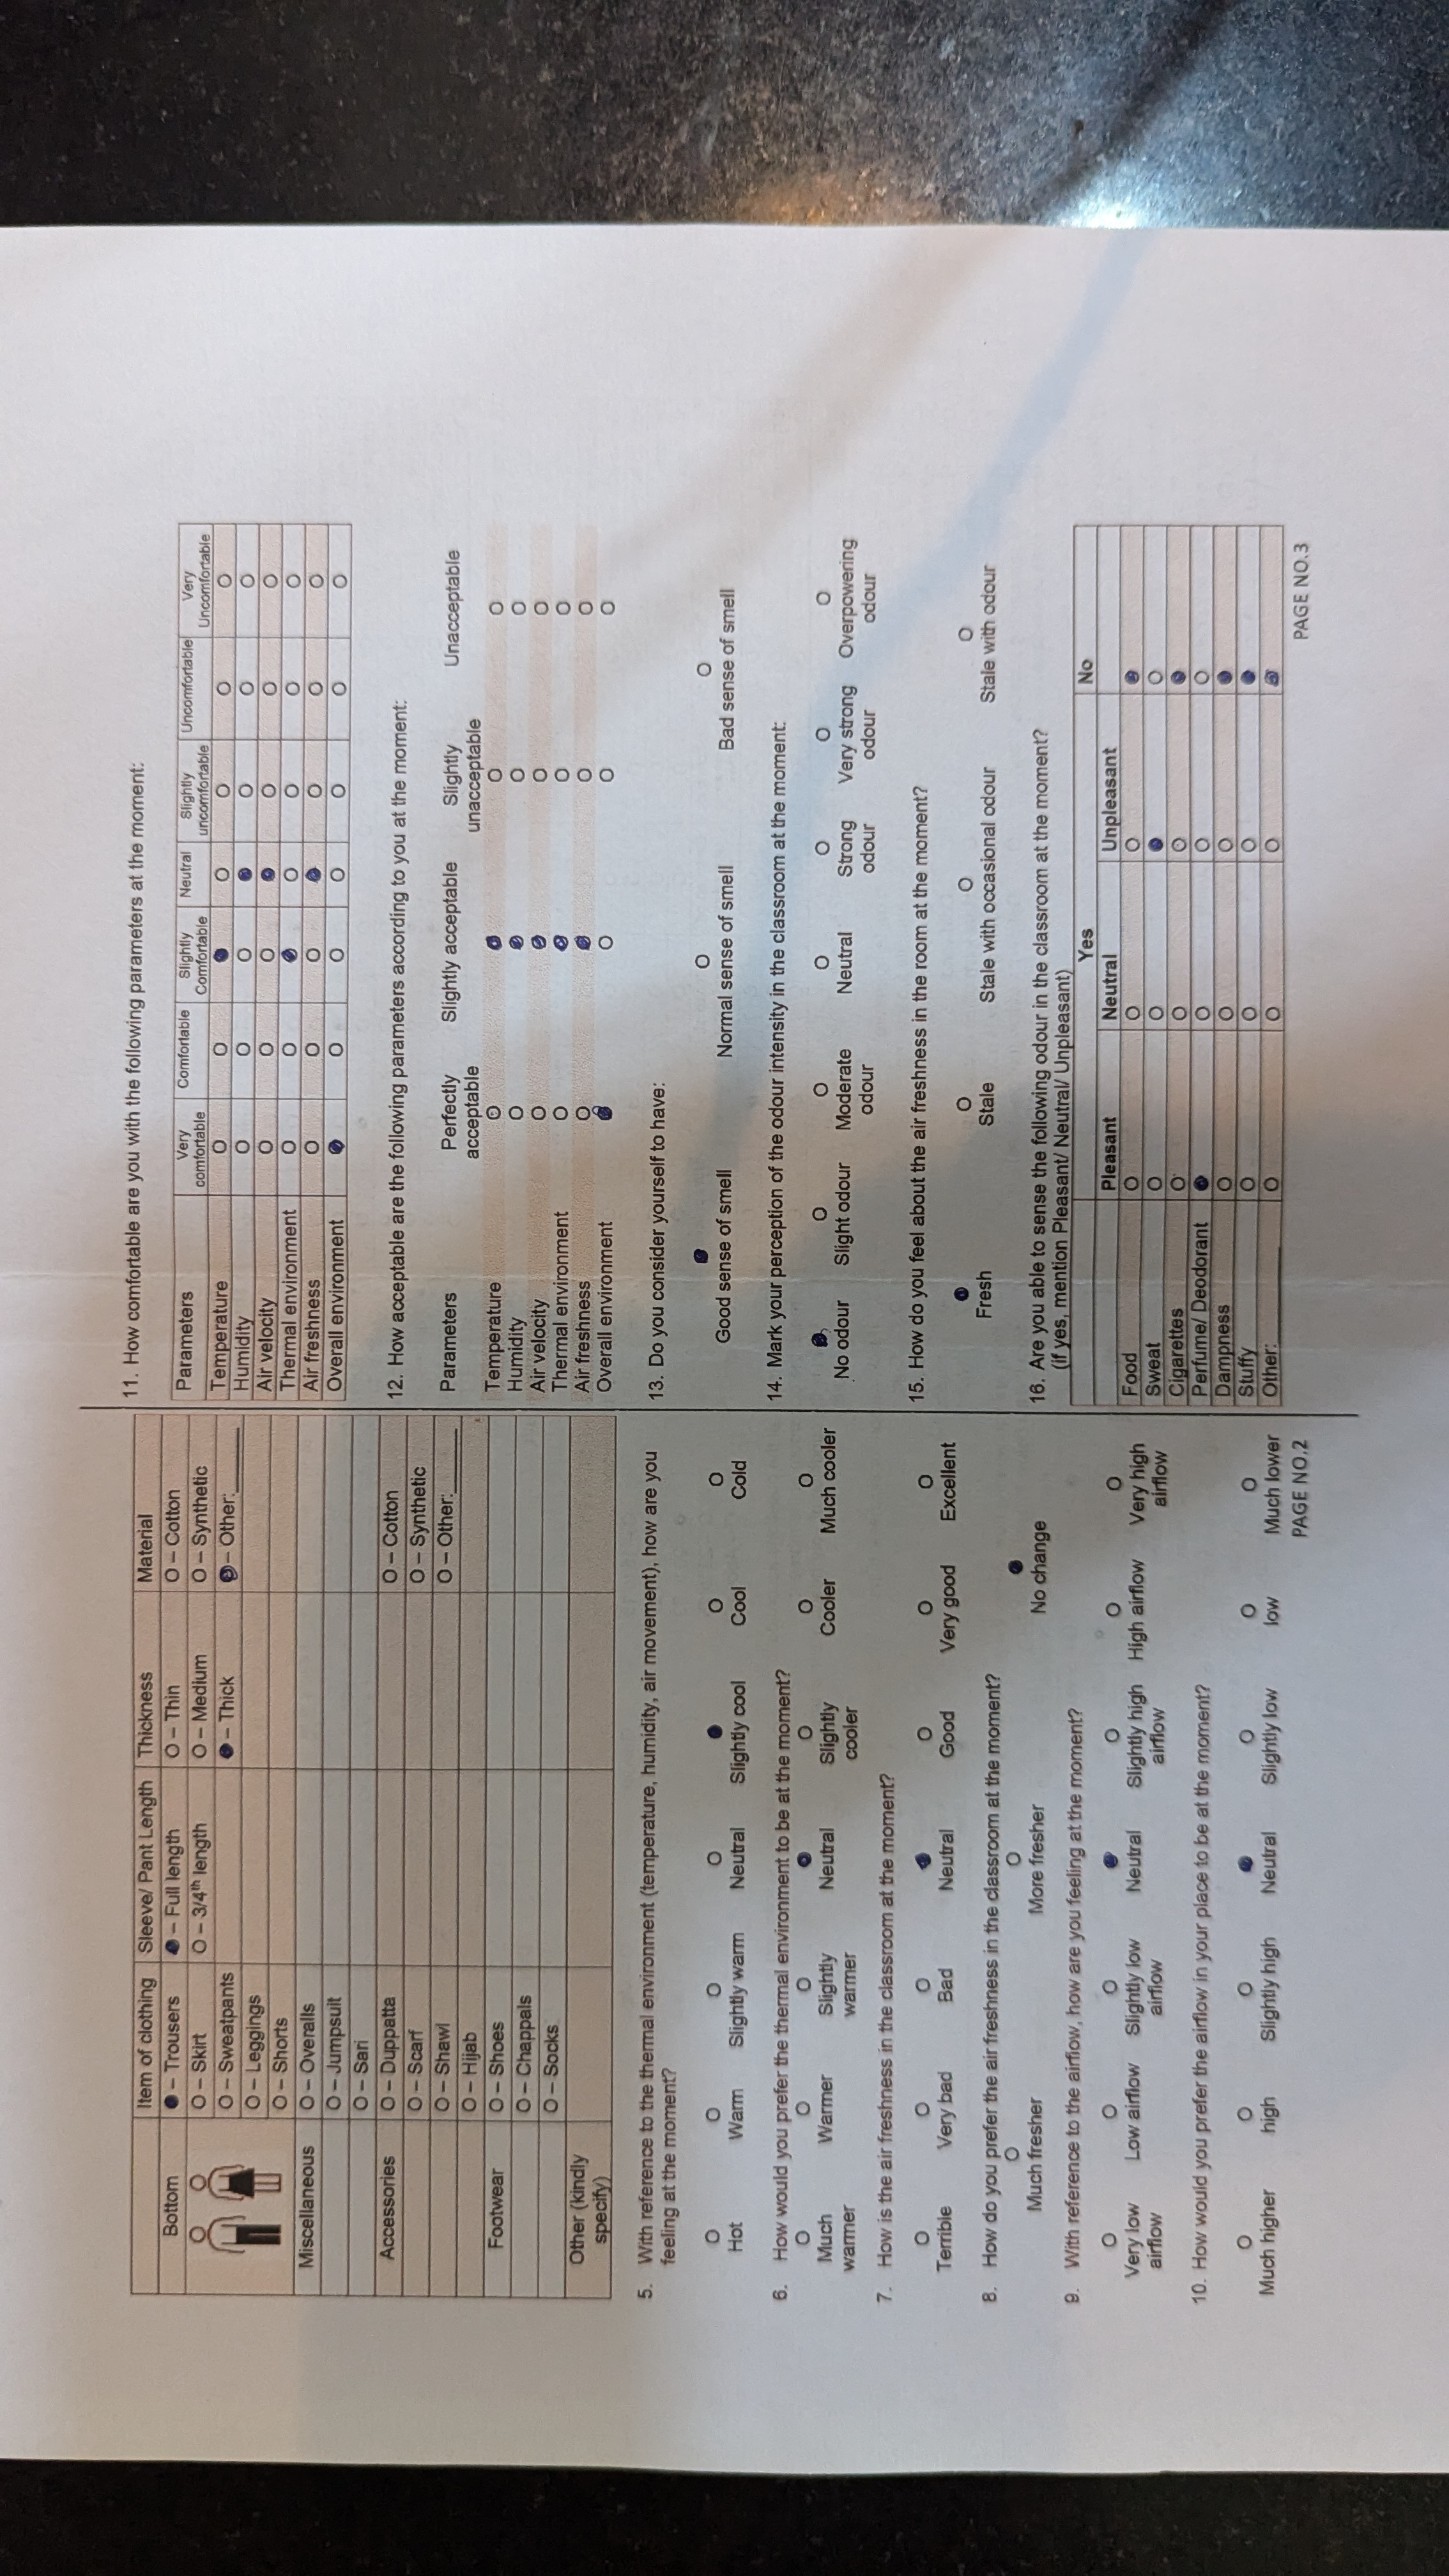 Item of clothing Sleeve/ Pant Length Thickness Material
Bottom ● – Trousers ● – Full length O – Thin O – Cotton
O – Skirt O – 3/4th length O – Medium O – Synthetic
O – Sweatpants ● – Thick ● – Other:____
O – Leggings
O – Shorts
Miscellaneous O – Overalls
O – Jumpsuit
O – Sari
Accessories O – Duppatta O – Cotton
O – Scarf O – Synthetic
O – Shawl O – Other:____
O – Hijab
Footwear O – Shoes
O – Chappals
O – Socks
Other (kindly
specify)
5. With reference to the thermal environment (temperature, humidity, air movement), how are you
feeling at the moment?
O O O O ● O O
Hot Warm Slightly warm Neutral Slightly cool Cool Cold
6. How would you prefer the thermal environment to be at the moment?
O O O ● O O O
Much Warmer Slightly Neutral Slightly Cooler Much cooler
warmer warmer cooler
7. How is the air freshness in the classroom at the moment?
O O O ● O O O
Terrible Very bad Bad Neutral Good Very good Excellent
8. How do you prefer the air freshness in the classroom at the moment?
O O ●
Much fresher More fresher No change
9. With reference to the airflow, how are you feeling at the moment?
O O O ● O O O
Very low Low airflow Slightly low Neutral Slightly high High airflow Very high
airflow airflow airflow airflow
10. How would you prefer the airflow in your place to be at the moment?
O O O ● O O O
Much higher high Slightly high Neutral Slightly low low Much lower
PAGE NO.2
11. How comfortable are you with the following parameters at the moment:
Parameters Very comfortable Comfortable Slightly Comfortable Neutral Slightly uncomfortable Uncomfortable Very Uncomfortable
Temperature O O ● O O O O
Humidity O O O ● O O O
Air velocity O O O ● O O O
Thermal environment O O ● O O O O
Air freshness O O O ● O O O
Overall environment ● O O O O O O
12. How acceptable are the following parameters according to you at the moment:
Parameters Perfectly Slightly acceptable Slightly Unacceptable
acceptable unacceptable
Temperature O ● O O
Humidity O ● O O
Air velocity O ● O O
Thermal environment O ● O O
Air freshness O ● O O
Overall environment ● O O O
13. Do you consider yourself to have:
● O O
Good sense of smell Normal sense of smell Bad sense of smell
14. Mark your perception of the odour intensity in the classroom at the moment:
● O O O O O O
No odour Slight odour Moderate Neutral Strong Very strong Overpowering
odour odour odour odour
15. How do you feel about the air freshness in the room at the moment?
● O O O
Fresh Stale Stale with occasional odour Stale with odour
16. Are you able to sense the following odour in the classroom at the moment?
(if yes, mention Pleasant/ Neutral/ Unpleasant)
Yes No
Pleasant Neutral Unpleasant
Food O O O ●
Sweat O O ● O
Cigarettes O O O ●
Perfume/ Deodorant ● O O O
Dampness O O O ●
Stuffy O O O ●
Other: O O O ●
PAGE NO.3